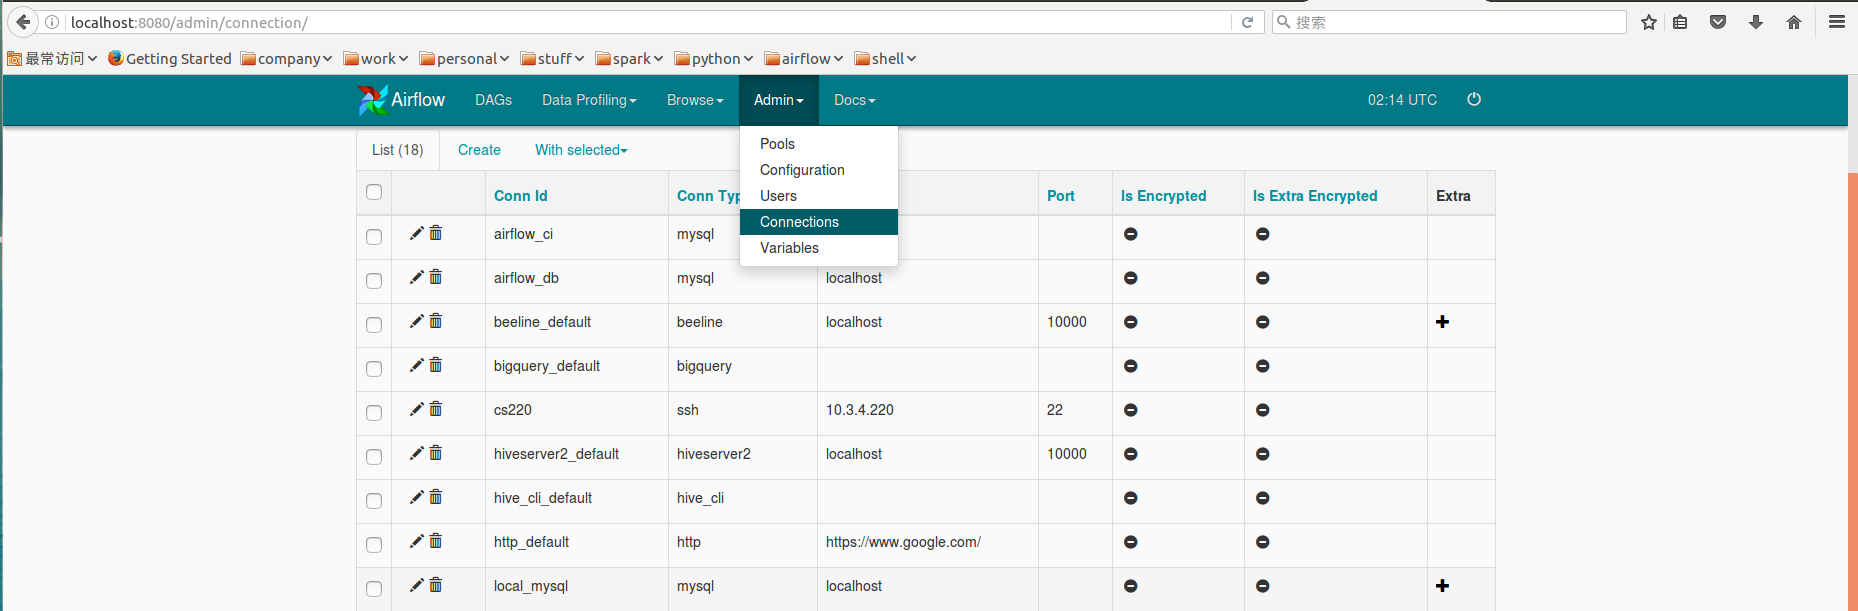 localhost:8080/admin/connection/ 搜索
最常访问 Getting Started company work personal stuff spark python airflow shell
Airflow DAGs Data Profiling Browse Admin Docs 02:14 UTC
Pools
Configuration
Users
Connections
Variables
List (18) Create With selected
Conn Id Conn Typ Port Is Encrypted Is Extra Encrypted Extra
airflow_ci mysql
airflow_db mysql localhost
beeline_default beeline localhost 10000
bigquery_default bigquery
cs220 ssh 10.3.4.220 22
hiveserver2_default hiveserver2 localhost 10000
hive_cli_default hive_cli
http_default http https://www.google.com/
local_mysql mysql localhost